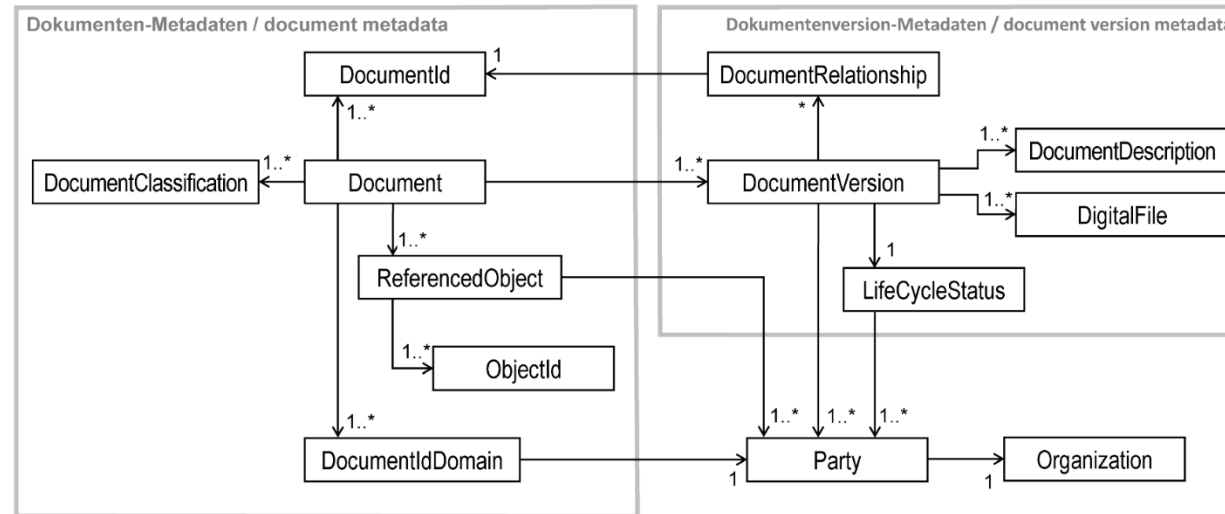 Dokumenten-Metadaten / document metadata
Dokumentenversion-Metadaten / document version metadata
DocumentId
1
DocumentRelationship
1..*
*
DocumentClassification
1..*
Document
1..*
DocumentVersion
1..*
DocumentDescription
1..*
DigitalFile
1..*
1
ReferencedObject
LifeCycleStatus
1..*
ObjectId
1..*
1..*
1..*
1..*
DocumentIdDomain
1
Party
1
Organization